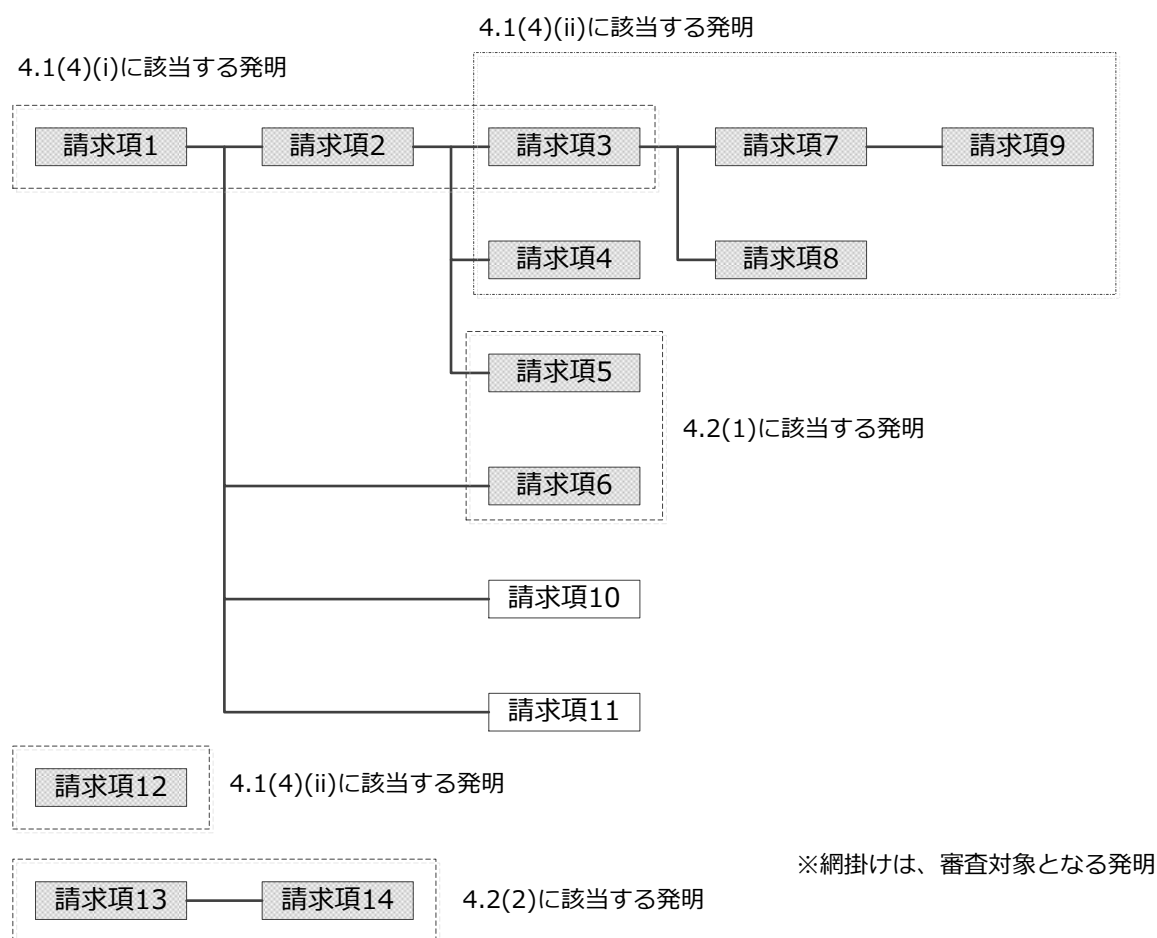 4.1(4)(ii)に該当する発明
4.1(4)(i)に該当する発明
請求項1
請求項2
請求項3
請求項7
請求項9
請求項4
請求項8
請求項5
4.2(1)に該当する発明
請求項6
請求項10
請求項11
請求項12
4.1(4)(ii)に該当する発明
※網掛けは、審査対象となる発明
請求項13
請求項14
4.2(2)に該当する発明